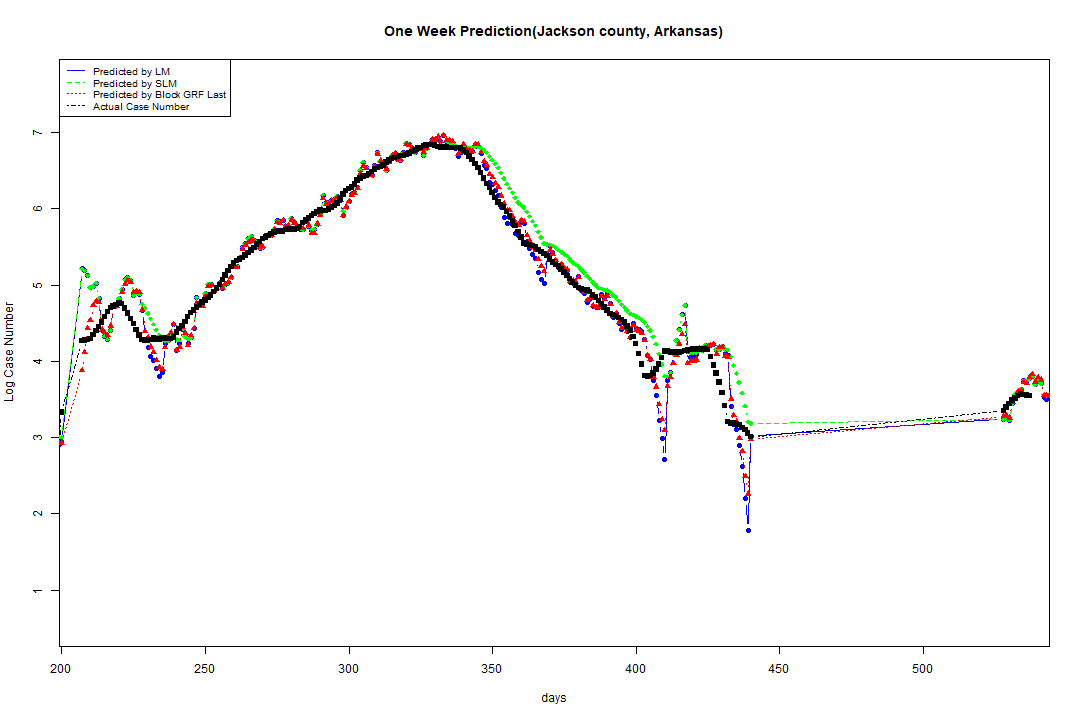 One Week Prediction(Jackson county, Arkansas)
Predicted by LM
Predicted by SLM
Predicted by Block GRF Last
Actual Case Number
7
6
5
4
3
2
1
Log Case Number
200 250 300 350 400 450 500
days